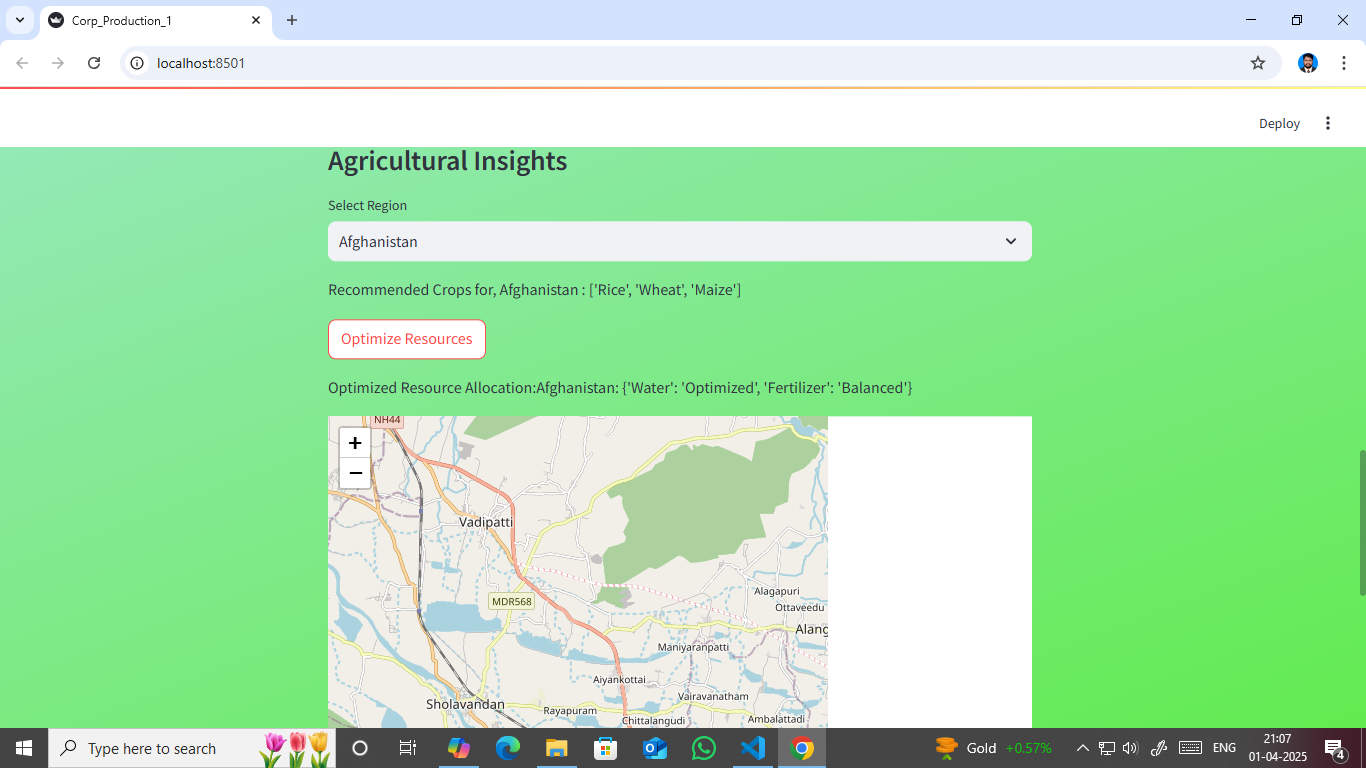 Corp_Production_1
localhost:8501
Deploy
Agricultural Insights
Select Region
Afghanistan
Recommended Crops for, Afghanistan : ['Rice', 'Wheat', 'Maize']
Optimize Resources
Optimized Resource Allocation:Afghanistan: {'Water': 'Optimized', 'Fertilizer': 'Balanced'}
NH44
+
−
Vadipatti
MDR568
Alagapuri
Ottaveedu
Alang
Maniyaranpatti
Aiyankottai
Vairavanatham
Sholavandan
Rayapuram
Chittalangudi
Ambalattadi
Type here to search
Gold +0.57%
ENG
21:07
01-04-2025
4